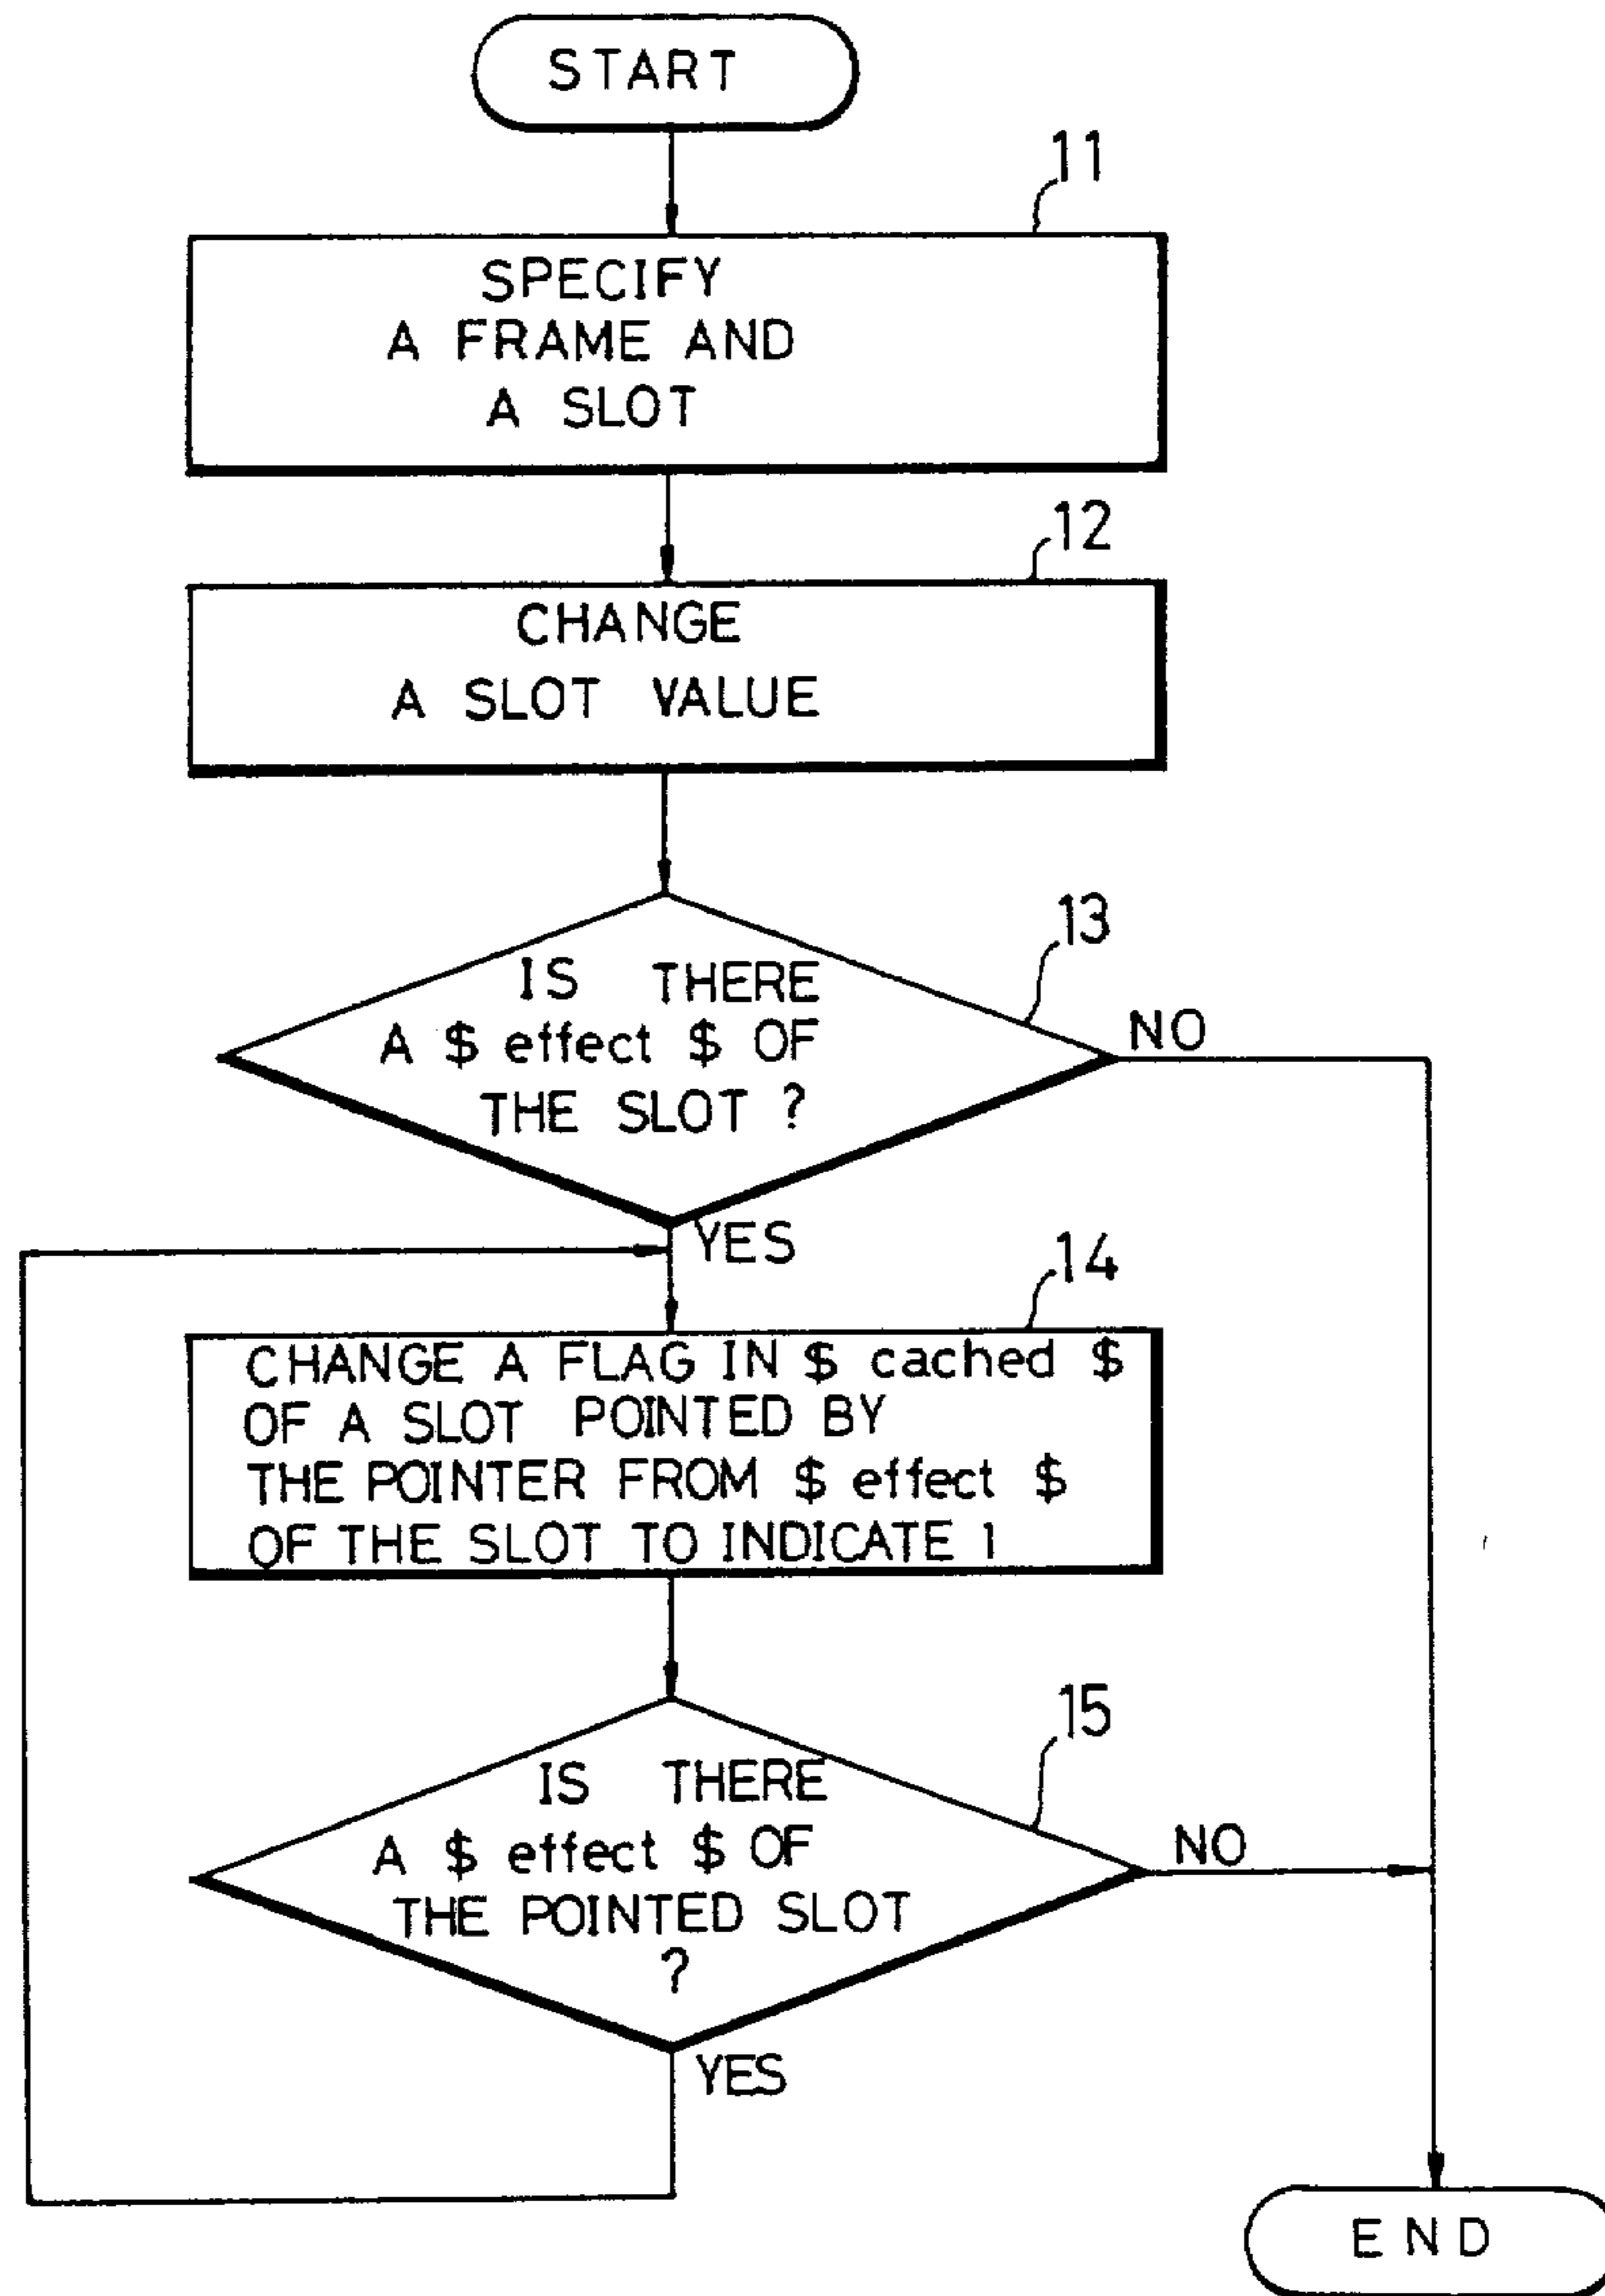 START
11
SPECIFY
A FRAME AND
A SLOT
12
CHANGE
A SLOT VALUE
13
IS THERE
A $ effect $ OF
THE SLOT ?
NO
YES
14
CHANGE A FLAG IN $ cached $
OF A SLOT POINTED BY
THE POINTER FROM $ effect $
OF THE SLOT TO INDICATE 1
15
IS THERE
A $ effect $ OF
THE POINTED SLOT
?
NO
YES
END